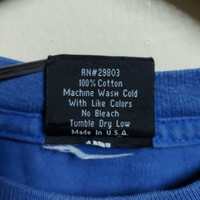 RN#29803
100% Cotton
Machine Wash Cold
With Like Colors
No Bleach
Tumble Dry Low
Made In U.S.A.